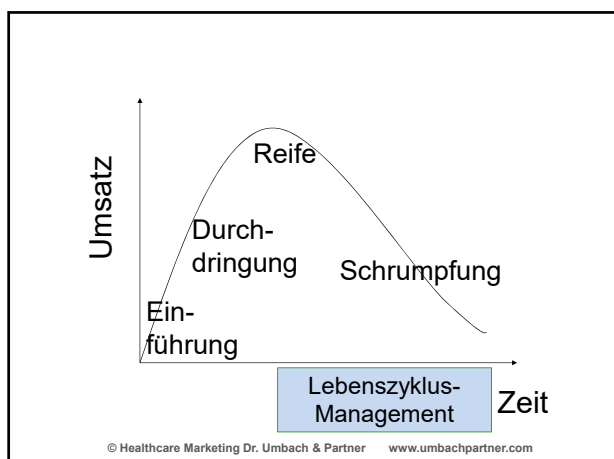 Umsatz
Reife
Durch-
dringung
Schrumpfung
Ein-
führung
Lebenszyklus-
Management
Zeit
© Healthcare Marketing Dr. Umbach & Partner www.umbachpartner.com